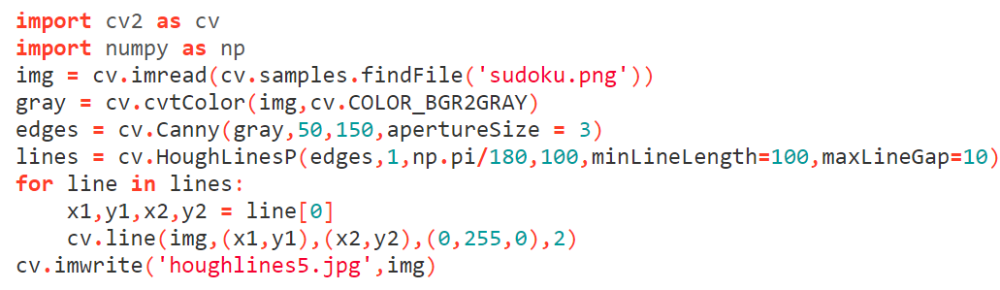 import cv2 as cv
import numpy as np
img = cv.imread(cv.samples.findFile('sudoku.png'))
gray = cv.cvtColor(img,cv.COLOR_BGR2GRAY)
edges = cv.Canny(gray,50,150,apertureSize = 3)
lines = cv.HoughLinesP(edges,1,np.pi/180,100,minLineLength=100,maxLineGap=10)
for line in lines:
    x1,y1,x2,y2 = line[0]
    cv.line(img,(x1,y1),(x2,y2),(0,255,0),2)
cv.imwrite('houghlines5.jpg',img)